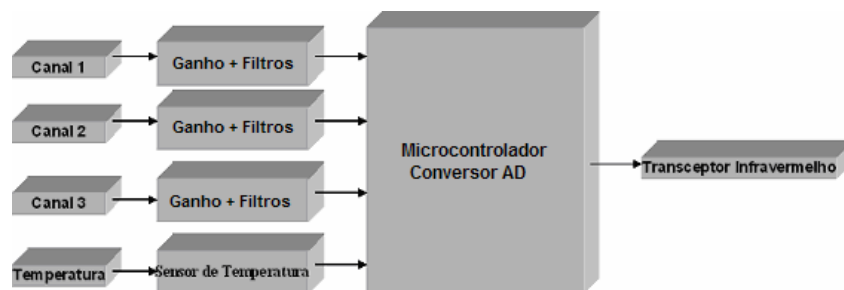 Canal 1
Ganho + Filtros
Canal 2
Ganho + Filtros
Canal 3
Ganho + Filtros
Temperatura
Sensor de Temperatura
Microcontrolador
Conversor AD
Transceptor Infravermelho